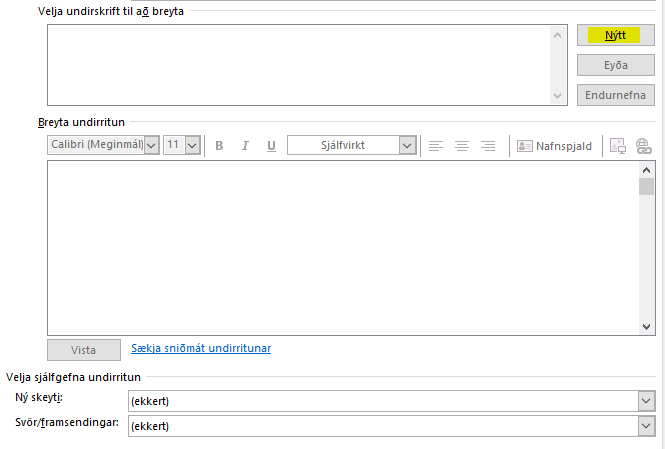 Velja undirskrift til að breyta
Nýtt
Eyða
Endurnefna
Breyta undirritun
Calibri (Meginmál) 11 B I U Sjálfvirkt Nafnspjald
Vista Sækja sniðmát undirritunar
Velja sjálfgefna undirritun
Ný skeyti: (ekkert)
Svör/framsendingar: (ekkert)